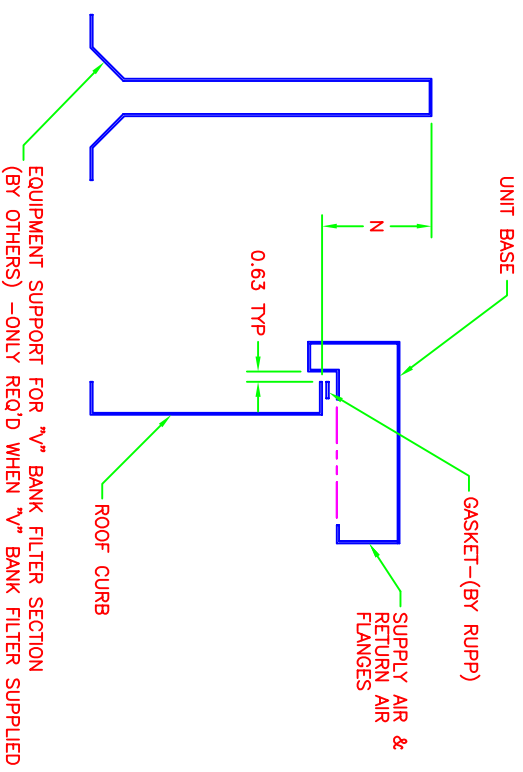 UNIT BASE
N
0.63 TYP
GASKET-(BY RUPP)
SUPPLY AIR &
RETURN AIR
FLANGES
ROOF CURB
EQUIPMENT SUPPORT FOR "V" BANK FILTER SECTION
(BY OTHERS) -ONLY REQ'D WHEN "V" BANK FILTER SUPPLIED